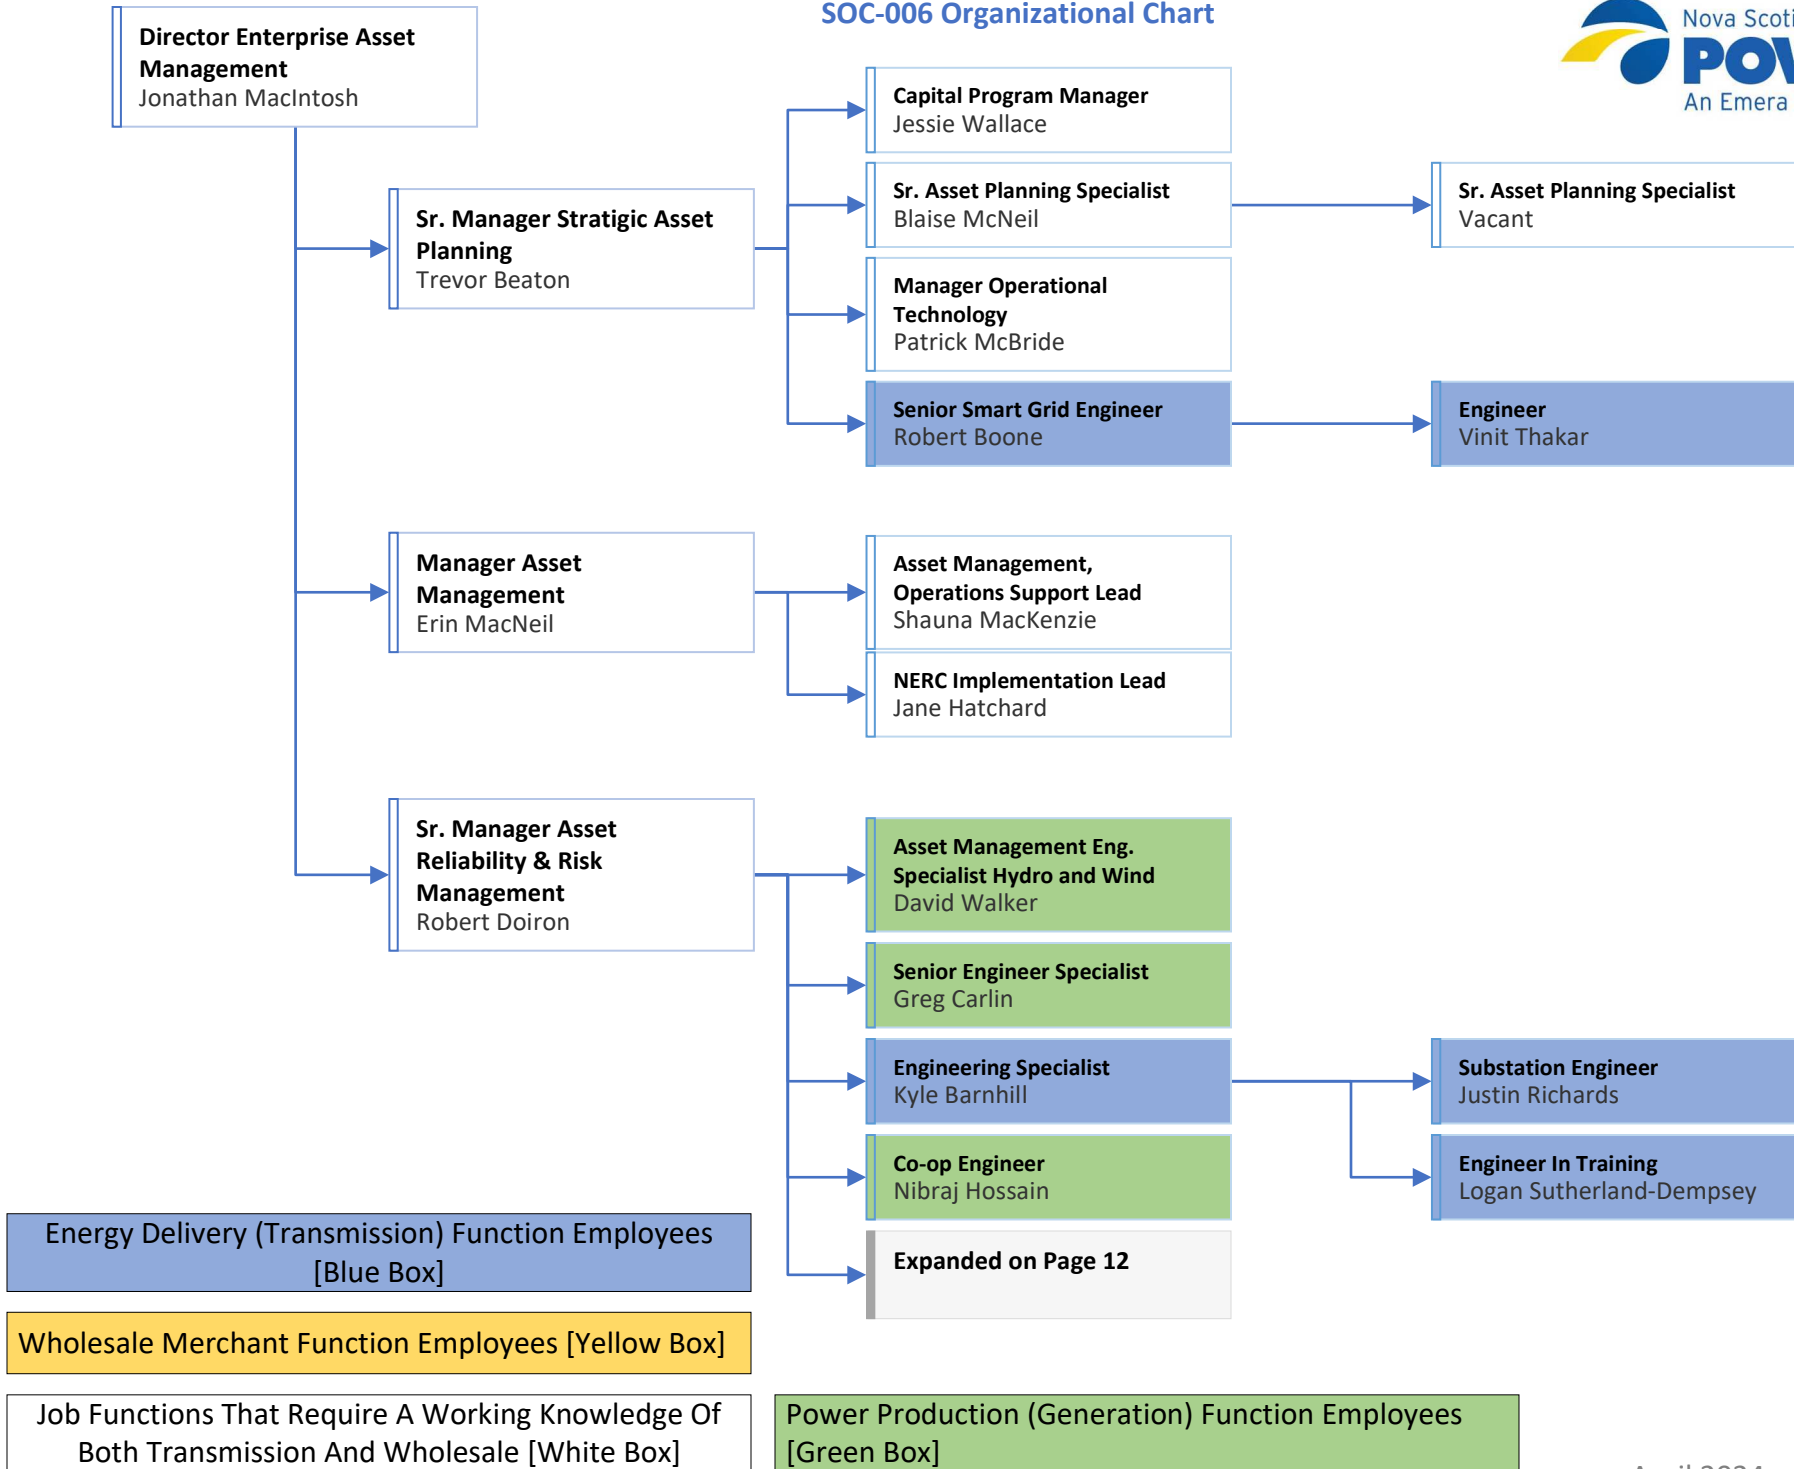 SOC-006 Organizational Chart
Nova Scoti
POW
An Emera
Director Enterprise Asset
Management
Jonathan MacIntosh
Sr. Manager Stratigic Asset
Planning
Trevor Beaton
Capital Program Manager
Jessie Wallace
Sr. Asset Planning Specialist
Blaise McNeil
Sr. Asset Planning Specialist
Vacant
Manager Operational
Technology
Patrick McBride
Senior Smart Grid Engineer
Robert Boone
Engineer
Vinit Thakar
Manager Asset
Management
Erin MacNeil
Asset Management,
Operations Support Lead
Shauna MacKenzie
NERC Implementation Lead
Jane Hatchard
Sr. Manager Asset
Reliability & Risk
Management
Robert Doiron
Asset Management Eng.
Specialist Hydro and Wind
David Walker
Senior Engineer Specialist
Greg Carlin
Engineering Specialist
Kyle Barnhill
Substation Engineer
Justin Richards
Co-op Engineer
Nibraj Hossain
Engineer In Training
Logan Sutherland-Dempsey
Expanded on Page 12
Energy Delivery (Transmission) Function Employees
[Blue Box]
Wholesale Merchant Function Employees [Yellow Box]
Job Functions That Require A Working Knowledge Of
Both Transmission And Wholesale [White Box]
Power Production (Generation) Function Employees
[Green Box]
April 2024